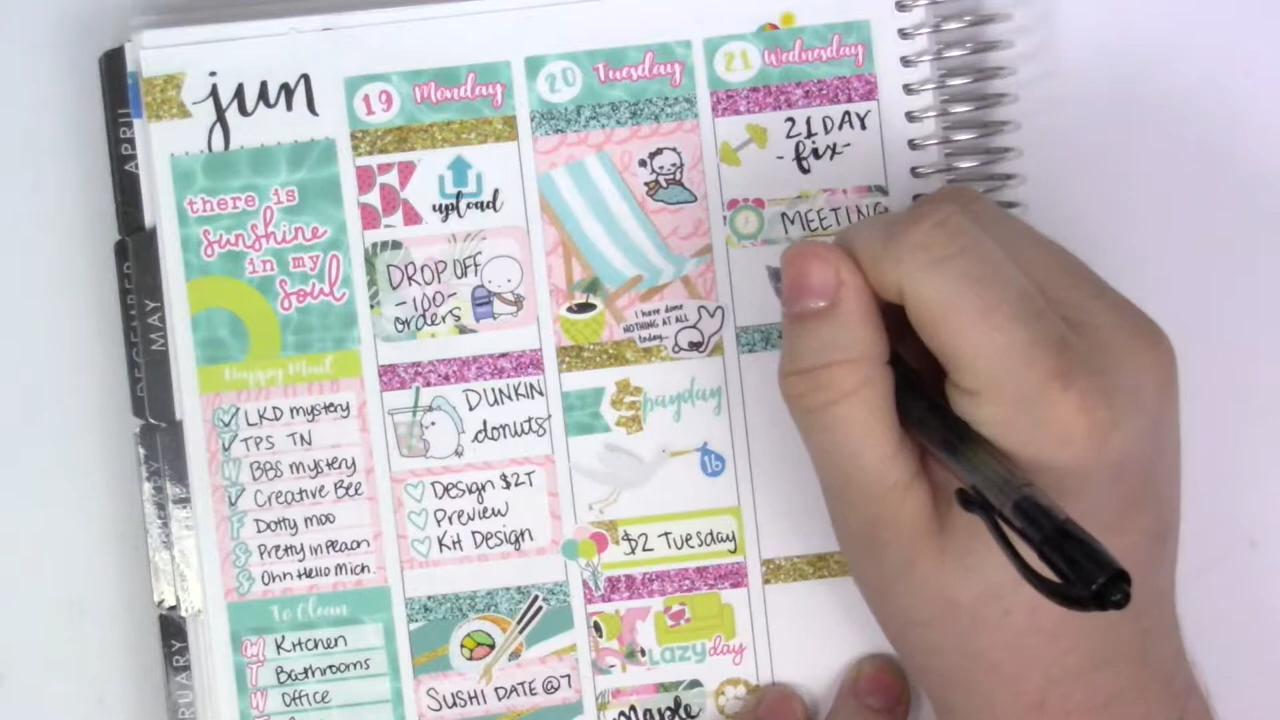 APRIL
DECEMBER
MAY
jun
there is
sunshine
in my
soul
Happy Mail
LKD mystery
TPS TN
BBS mystery
Creative Bee
Dotty moo
Pretty in Peach
Ohh Hello Mich.
To Clean
M Kitchen
T Bathrooms
W Office
19 Monday
upload
DROP OFF
-100-
orders
DUNKIN
donuts
Design $2T
Preview
Kit Design
SUSHI DATE @7
20 Tuesday
I have done
NOTHING AT ALL
today...
$ payday
16
$2 Tuesday
LAZY day
Maple
21 Wednesday
21 DAY
-fix-
MEETING